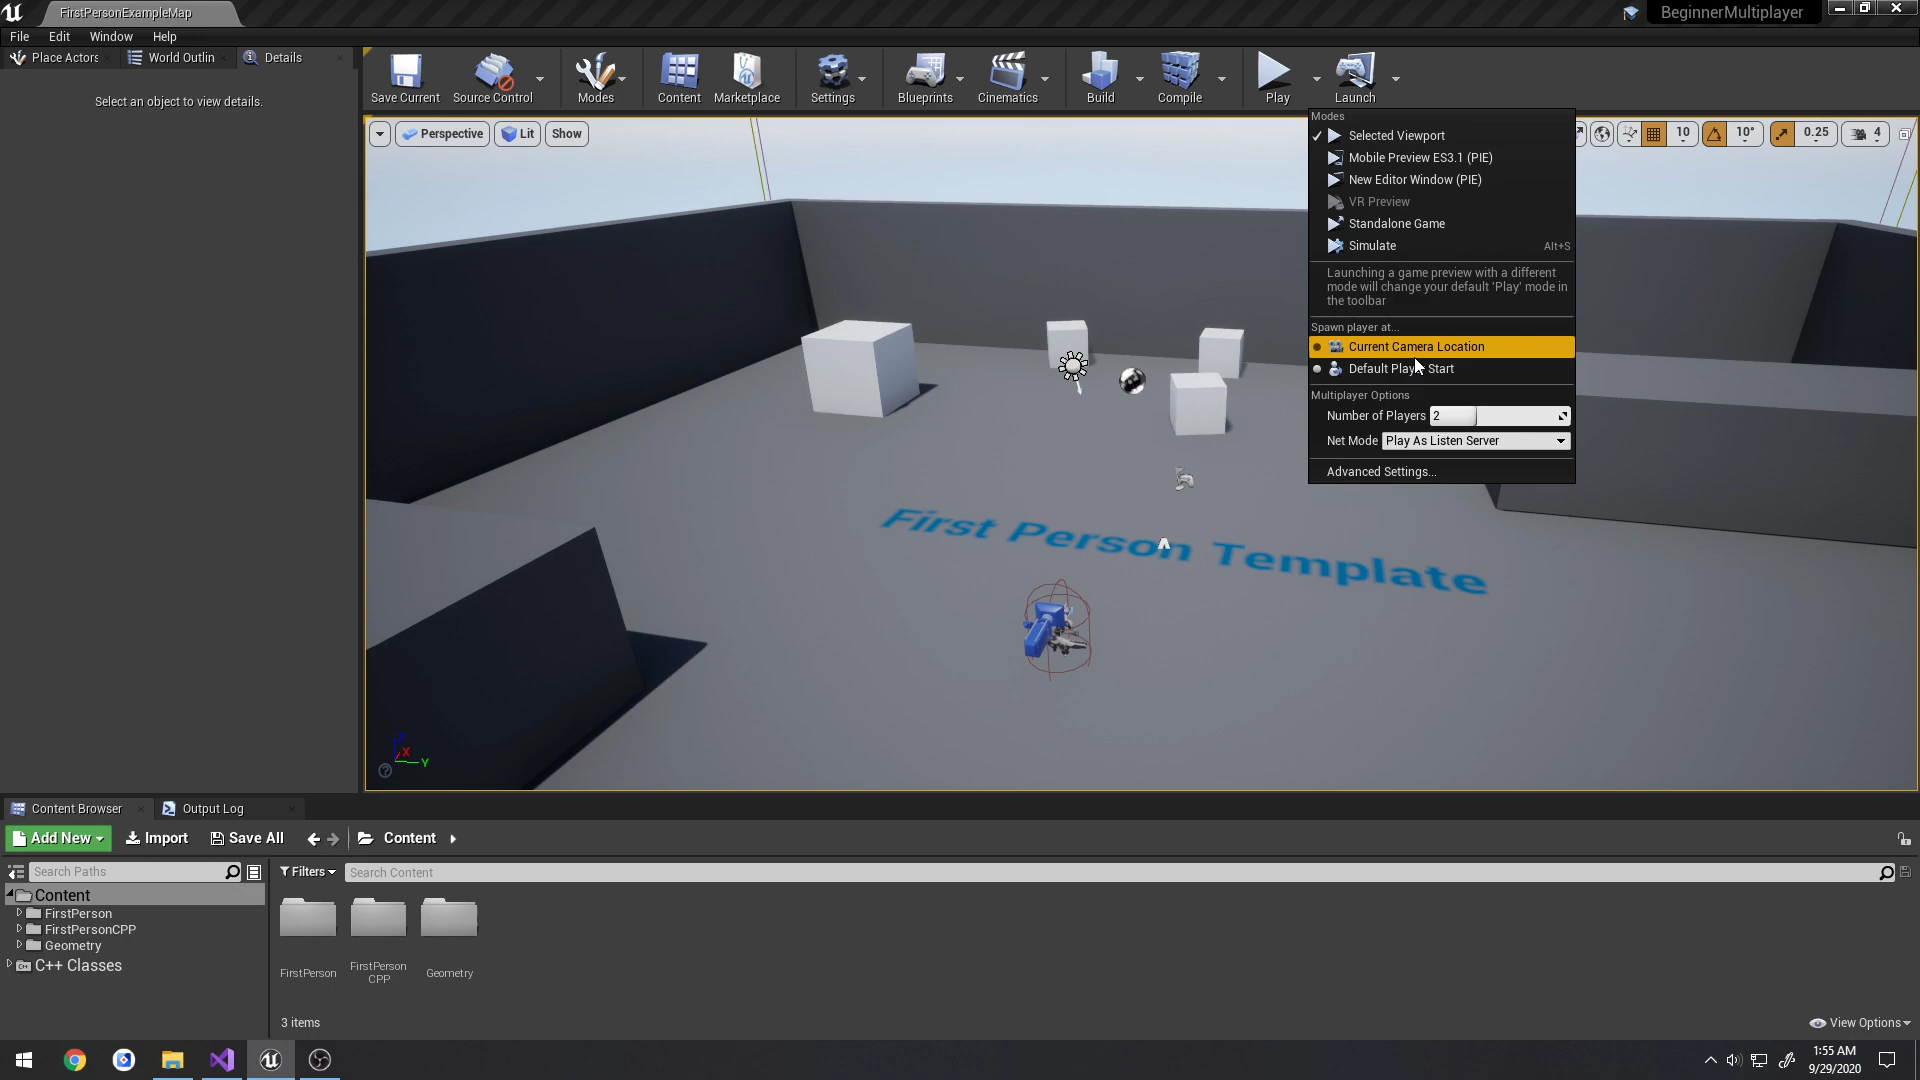 FirstPersonExampleMap
BeginnerMultiplayer
File Edit Window Help
Place Actors World Outlin Details
Select an object to view details.
Save Current Source Control Modes Content Marketplace Settings Blueprints Cinematics Build Compile Play Launch
Perspective Lit Show
10 10° 0.25 4
Modes
Selected Viewport
Mobile Preview ES3.1 (PIE)
New Editor Window (PIE)
VR Preview
Standalone Game
Simulate Alt+S
Launching a game preview with a different
mode will change your default 'Play' mode in
the toolbar
Spawn player at...
Current Camera Location
Default Player Start
Multiplayer Options
Number of Players 2
Net Mode Play As Listen Server
Advanced Settings...
First Person Template
Z
X
Y
Content Browser Output Log
Add New Import Save All Content
Search Paths
Filters Search Content
Content
FirstPerson
FirstPersonCPP
Geometry
C++ Classes
FirstPerson
FirstPerson
CPP
Geometry
3 items
View Options
1:55 AM
9/29/2020